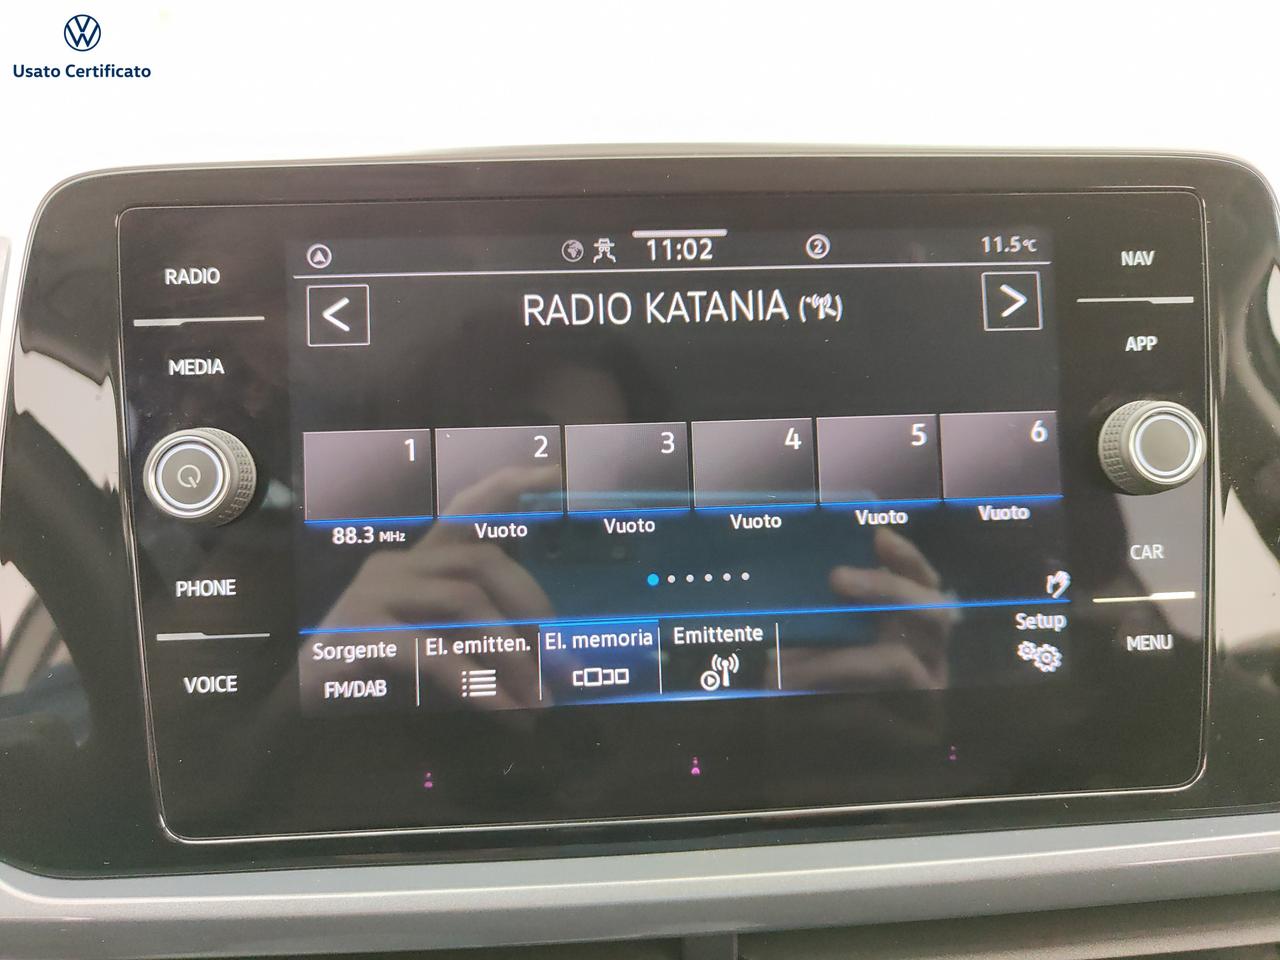 Usato Certificato
RADIO
MEDIA
PHONE
VOICE
11:02
2
11.5°C
RADIO KATANIA
1
2
3
4
5
6
88.3 MHz
Vuoto
Vuoto
Vuoto
Vuoto
Vuoto
Sorgente
FM/DAB
El. emitten.
El. memoria
Emittente
Setup
NAV
APP
CAR
MENU